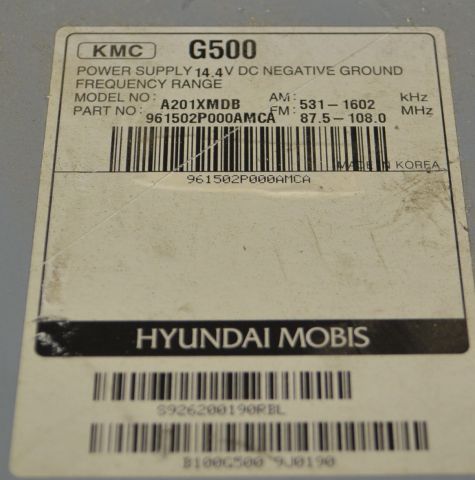 KMC G500
POWER SUPPLY 14.4V DC NEGATIVE GROUND
FREQUENCY RANGE
MODEL NO: A201XMDB AM: 531-1602 kHz
PART NO: 961502P000AMCA FM: 87.5-108.0 MHz
MADE IN KOREA
961502P000AMCA
HYUNDAI MOBIS
S926200190RBL
B100G500 9J0190